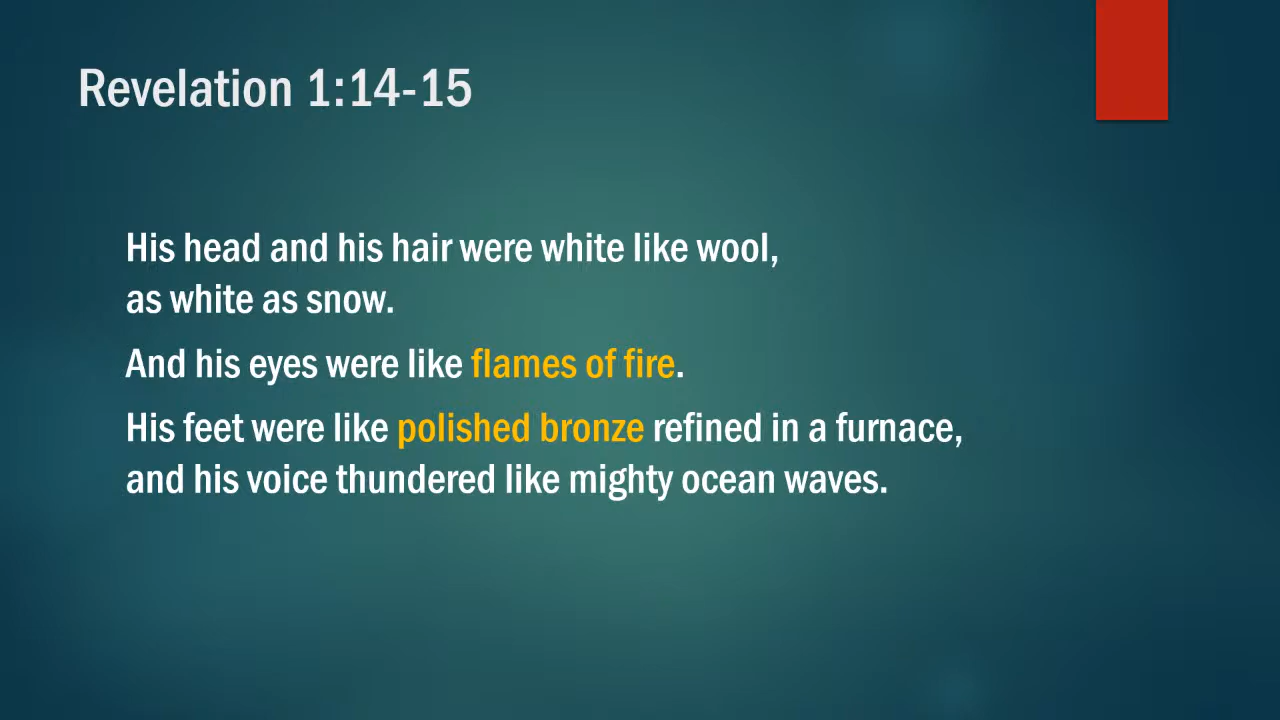 Revelation 1:14-15
His head and his hair were white like wool,
as white as snow.
And his eyes were like flames of fire.
His feet were like polished bronze refined in a furnace,
and his voice thundered like mighty ocean waves.